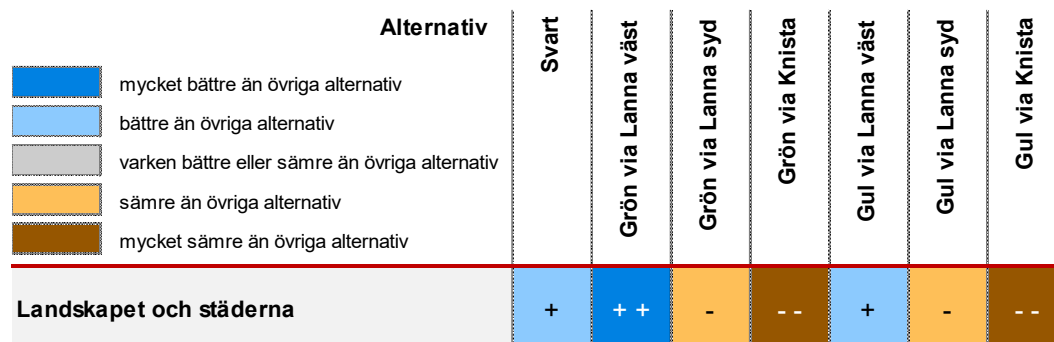 Alternativ
Svart
Grön via Lanna väst
Grön via Lanna syd
Grön via Knista
Gul via Lanna väst
Gul via Lanna syd
Gul via Knista
mycket bättre än övriga alternativ
bättre än övriga alternativ
varken bättre eller sämre än övriga alternativ
sämre än övriga alternativ
mycket sämre än övriga alternativ
Landskapet och städerna + + + - - - + - - -